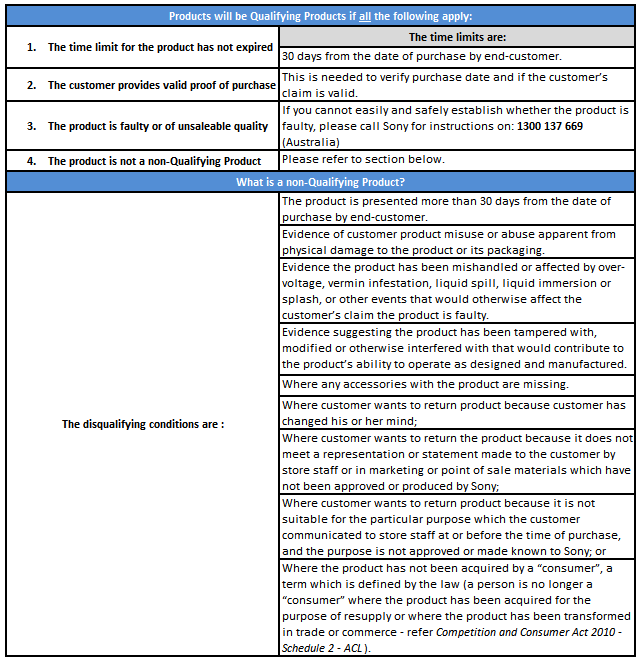 Products will be Qualifying Products if all the following apply:
1. The time limit for the product has not expired
The time limits are:
30 days from the date of purchase by end-customer.
2. The customer provides valid proof of purchase
This is needed to verify purchase date and if the customer's
claim is valid.
3. The product is faulty or of unsaleable quality
If you cannot easily and safely establish whether the product is
faulty, please call Sony for instructions on: 1300 137 669
(Australia)
4. The product is not a non-Qualifying Product
Please refer to section below.
What is a non-Qualifying Product?
The disqualifying conditions are :
The product is presented more than 30 days from the date of
purchase by end-customer.
Evidence of customer product misuse or abuse apparent from
physical damage to the product or its packaging.
Evidence the product has been mishandled or affected by over-
voltage, vermin infestation, liquid spill, liquid immersion or
splash, or other events that would otherwise affect the
customer's claim the product is faulty.
Evidence suggesting the product has been tampered with,
modified or otherwise interfered with that would contribute to
the product's ability to operate as designed and manufactured.
Where any accessories with the product are missing.
Where customer wants to return product because customer has
changed his or her mind;
Where customer wants to return the product because it does not
meet a representation or statement made to the customer by
store staff or in marketing or point of sale materials which have
not been approved or produced by Sony;
Where customer wants to return product because it is not
suitable for the particular purpose which the customer
communicated to store staff at or before the time of purchase,
and the purpose is not approved or made known to Sony; or
Where the product has not been acquired by a “consumer”, a
term which is defined by the law (a person is no longer a
“consumer” where the product has been acquired for the
purpose of resupply or where the product has been transformed
in trade or commerce - refer Competition and Consumer Act 2010 -
Schedule 2 - ACL).